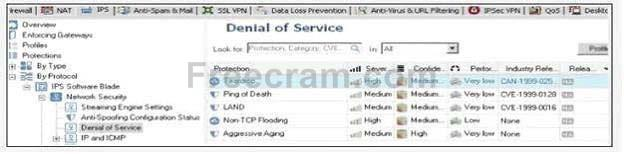 irewall NAT IPS Anti-Spam & Mail SSL VPN Data Loss Prevention Anti-Virus & URL Filtering IPSec VPN QoS Desktop
Overview
Enforcing Gateways
Profiles
Protections
By Type
By Protocol
IPS Software Blade
Network Security
Streaming Engine Settings
Anti-Spoofing Configuration Status
Denial of Service
IP and ICMP
Denial of Service
Look for Protection, Category, CVE... In All Profil
Protection Sever Confide Perfor Industry Refe... Relea...
Teardrop High Medium Very low CAN-1999-025
Ping of Death Medium Medium Very low CVE-1999-0128
LAND Medium Medium Very low CVE-1999-0016
Non-TCP Flooding High High Low None
Aggressive Aging Medium High Very low None
Freecram.com